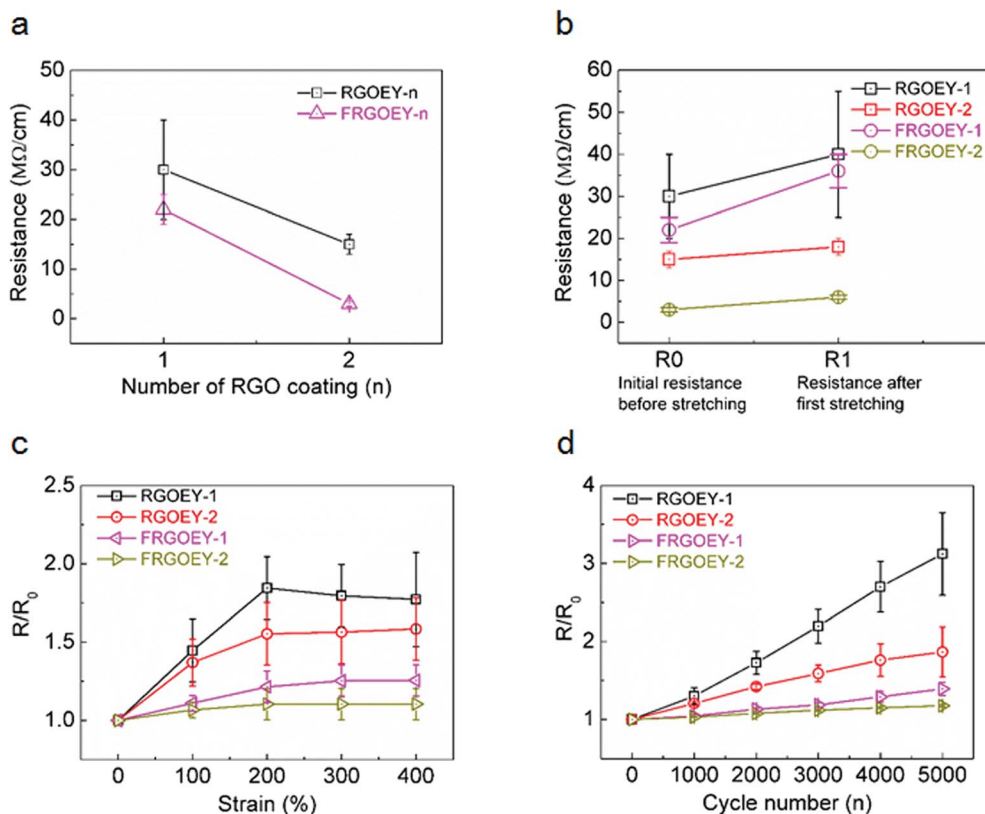 a
50
40
30
20
10
0
Resistance (MΩ/cm)
RGOEY-n
FRGOEY-n
1 2
Number of RGO coating (n)
b
60
50
40
30
20
10
0
Resistance (MΩ/cm)
RGOEY-1
RGOEY-2
FRGOEY-1
FRGOEY-2
R0 R1
Initial resistance
before stretching
Resistance after
first stretching
c
2.5
2.0
1.5
1.0
R/R₀
RGOEY-1
RGOEY-2
FRGOEY-1
FRGOEY-2
0 100 200 300 400
Strain (%)
d
4
3
2
1
R/R₀
RGOEY-1
RGOEY-2
FRGOEY-1
FRGOEY-2
0 1000 2000 3000 4000 5000
Cycle number (n)